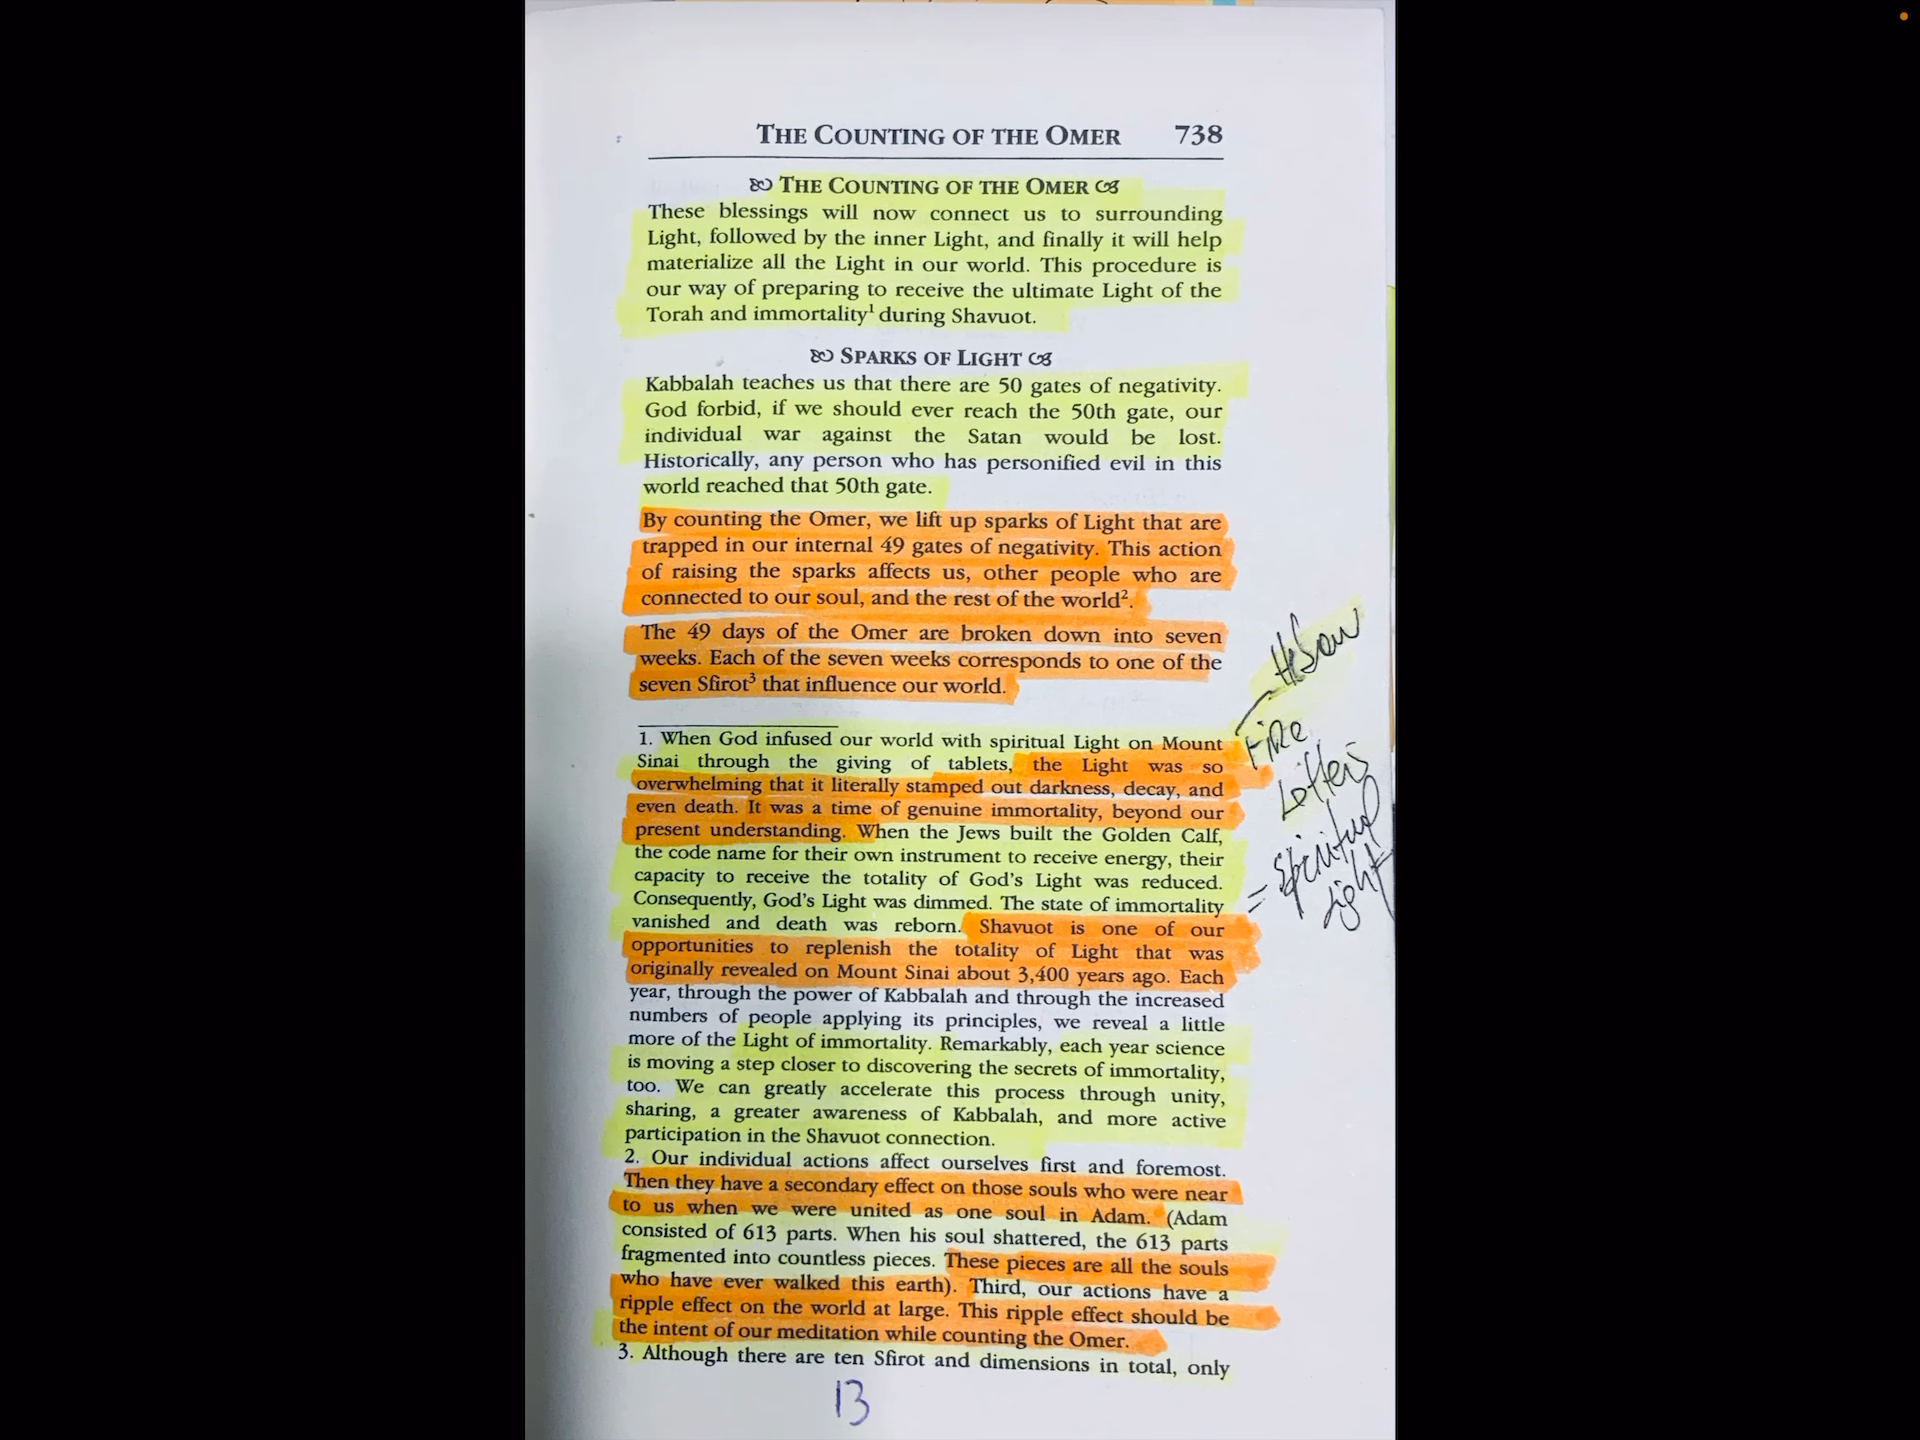 THE COUNTING OF THE OMER 738
THE COUNTING OF THE OMER
These blessings will now connect us to surrounding
Light, followed by the inner Light, and finally it will help
materialize all the Light in our world. This procedure is
our way of preparing to receive the ultimate Light of the
Torah and immortality¹ during Shavuot.
SPARKS OF LIGHT
Kabbalah teaches us that there are 50 gates of negativity.
God forbid, if we should ever reach the 50th gate, our
individual war against the Satan would be lost.
Historically, any person who has personified evil in this
world reached that 50th gate.
By counting the Omer, we lift up sparks of Light that are
trapped in our internal 49 gates of negativity. This action
of raising the sparks affects us, other people who are
connected to our soul, and the rest of the world².
The 49 days of the Omer are broken down into seven
weeks. Each of the seven weeks corresponds to one of the
seven Sfirot³ that influence our world.
1. When God infused our world with spiritual Light on Mount
Sinai through the giving of tablets, the Light was so
overwhelming that it literally stamped out darkness, decay, and
even death. It was a time of genuine immortality, beyond our
present understanding. When the Jews built the Golden Calf,
the code name for their own instrument to receive energy, their
capacity to receive the totality of God's Light was reduced.
Consequently, God's Light was dimmed. The state of immortality
vanished and death was reborn. Shavuot is one of our
opportunities to replenish the totality of Light that was
originally revealed on Mount Sinai about 3,400 years ago. Each
year, through the power of Kabbalah and through the increased
numbers of people applying its principles, we reveal a little
more of the Light of immortality. Remarkably, each year science
is moving a step closer to discovering the secrets of immortality,
too. We can greatly accelerate this process through unity,
sharing, a greater awareness of Kabbalah, and more active
participation in the Shavuot connection.
2. Our individual actions affect ourselves first and foremost.
Then they have a secondary effect on those souls who were near
to us when we were united as one soul in Adam. (Adam
consisted of 613 parts. When his soul shattered, the 613 parts
fragmented into countless pieces. These pieces are all the souls
who have ever walked this earth). Third, our actions have a
ripple effect on the world at large. This ripple effect should be
the intent of our meditation while counting the Omer.
3. Although there are ten Sfirot and dimensions in total, only
Fire
Letters
= Spiritual
Light
13